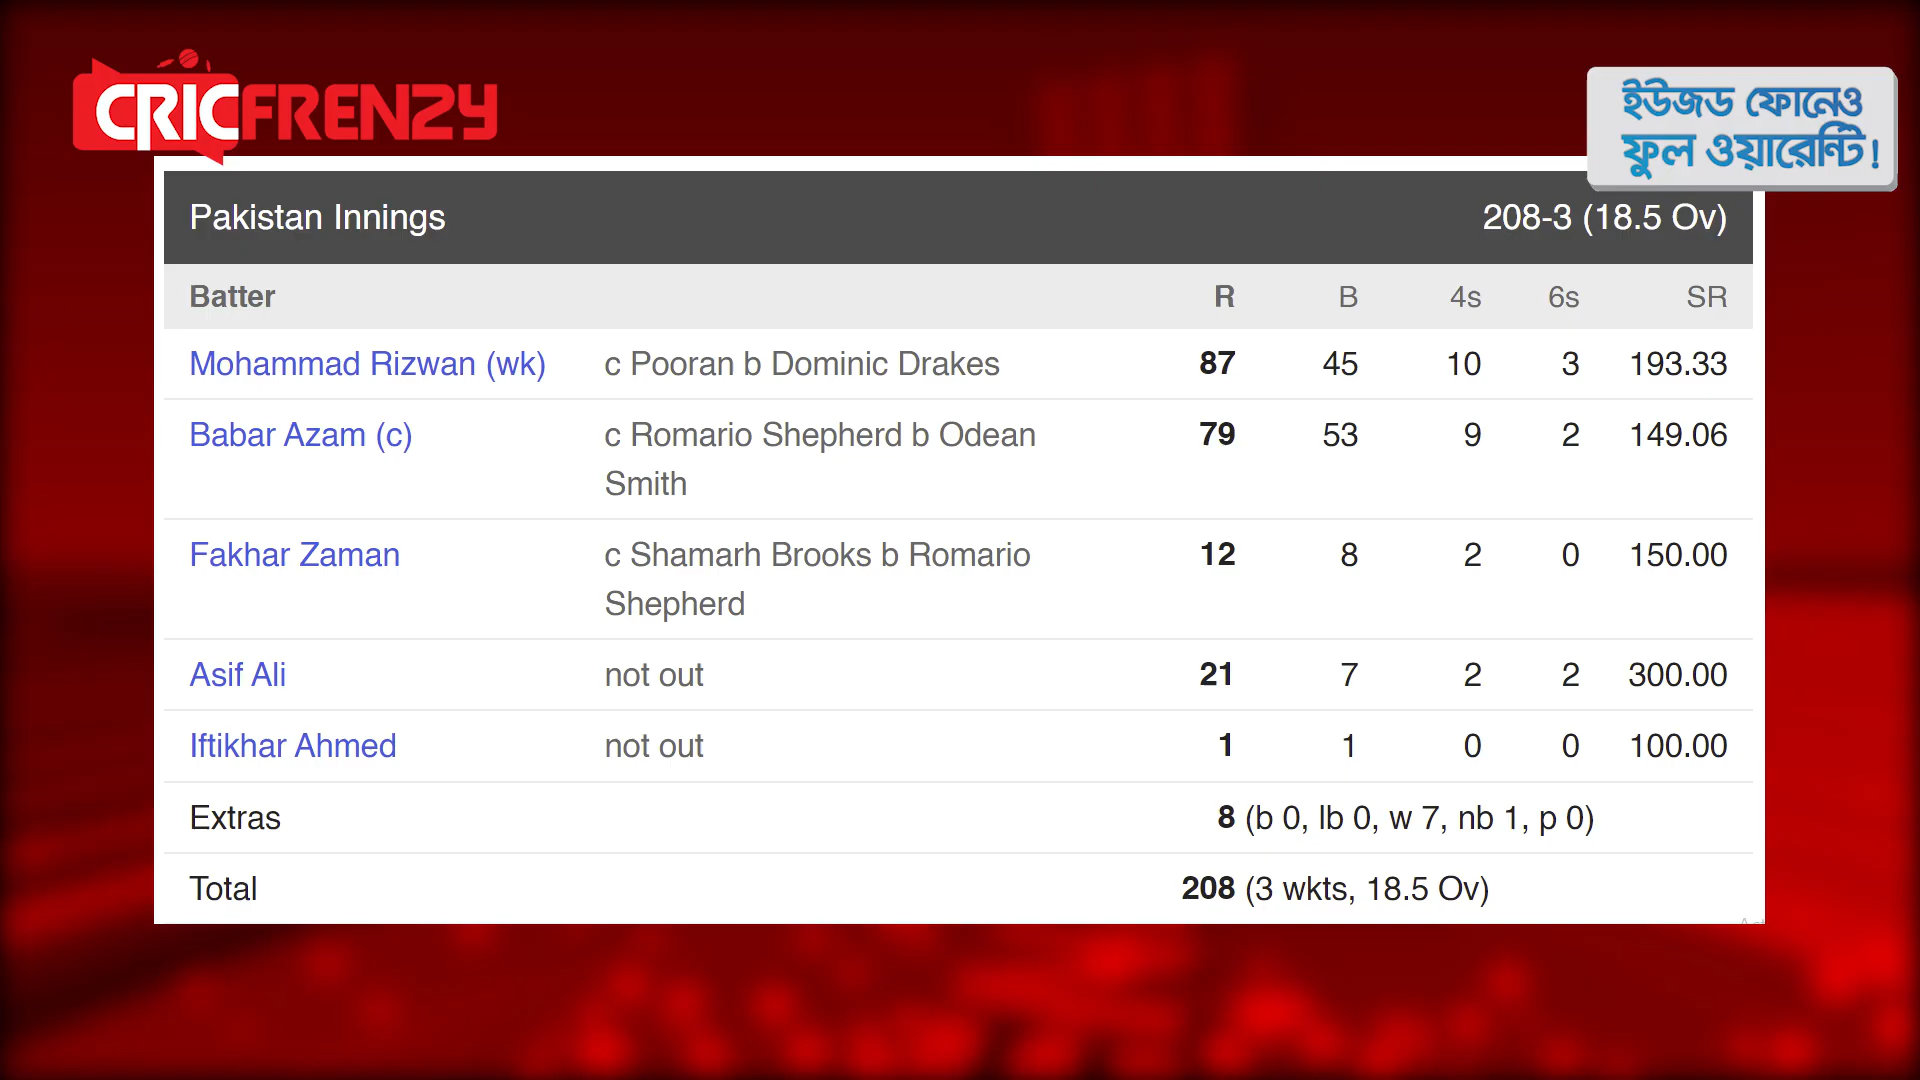 CRICFRENZY
ইউজড ফোনেও
ফুল ওয়ারেন্টি!
Pakistan Innings 208-3 (18.5 Ov)
Batter R B 4s 6s SR
Mohammad Rizwan (wk) c Pooran b Dominic Drakes 87 45 10 3 193.33
Babar Azam (c) c Romario Shepherd b Odean 79 53 9 2 149.06
Smith
Fakhar Zaman c Shamarh Brooks b Romario 12 8 2 0 150.00
Shepherd
Asif Ali not out 21 7 2 2 300.00
Iftikhar Ahmed not out 1 1 0 0 100.00
Extras 8 (b 0, lb 0, w 7, nb 1, p 0)
Total 208 (3 wkts, 18.5 Ov)